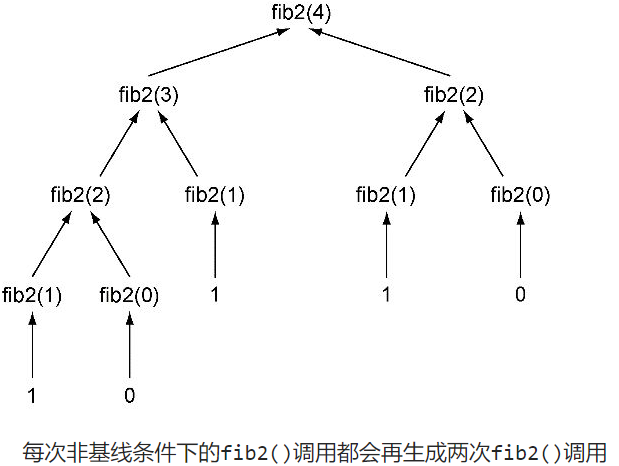 fib2(4)
fib2(3) fib2(2)
fib2(2) fib2(1) fib2(1) fib2(0)
fib2(1) fib2(0) 1 1 0
1 0
每次非基线条件下的fib2()调用都会再生成两次fib2()调用